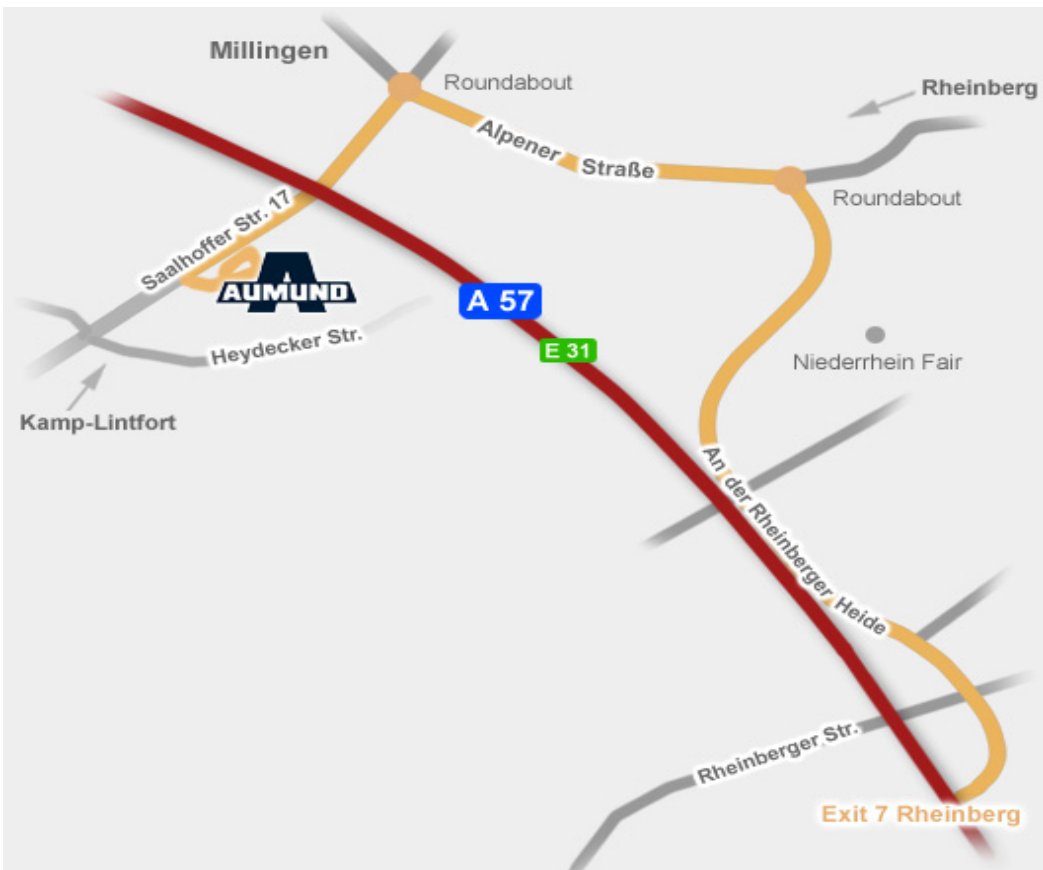 Millingen
Roundabout
Rheinberg
Alpener Straße
Roundabout
Saalhoffer Str. 17
AUMUND
A 57
Heydecker Str.
E 31
Niederrhein Fair
Kamp-Lintfort
An der Rheinberger Heide
Rheinberger Str.
Exit 7 Rheinberg